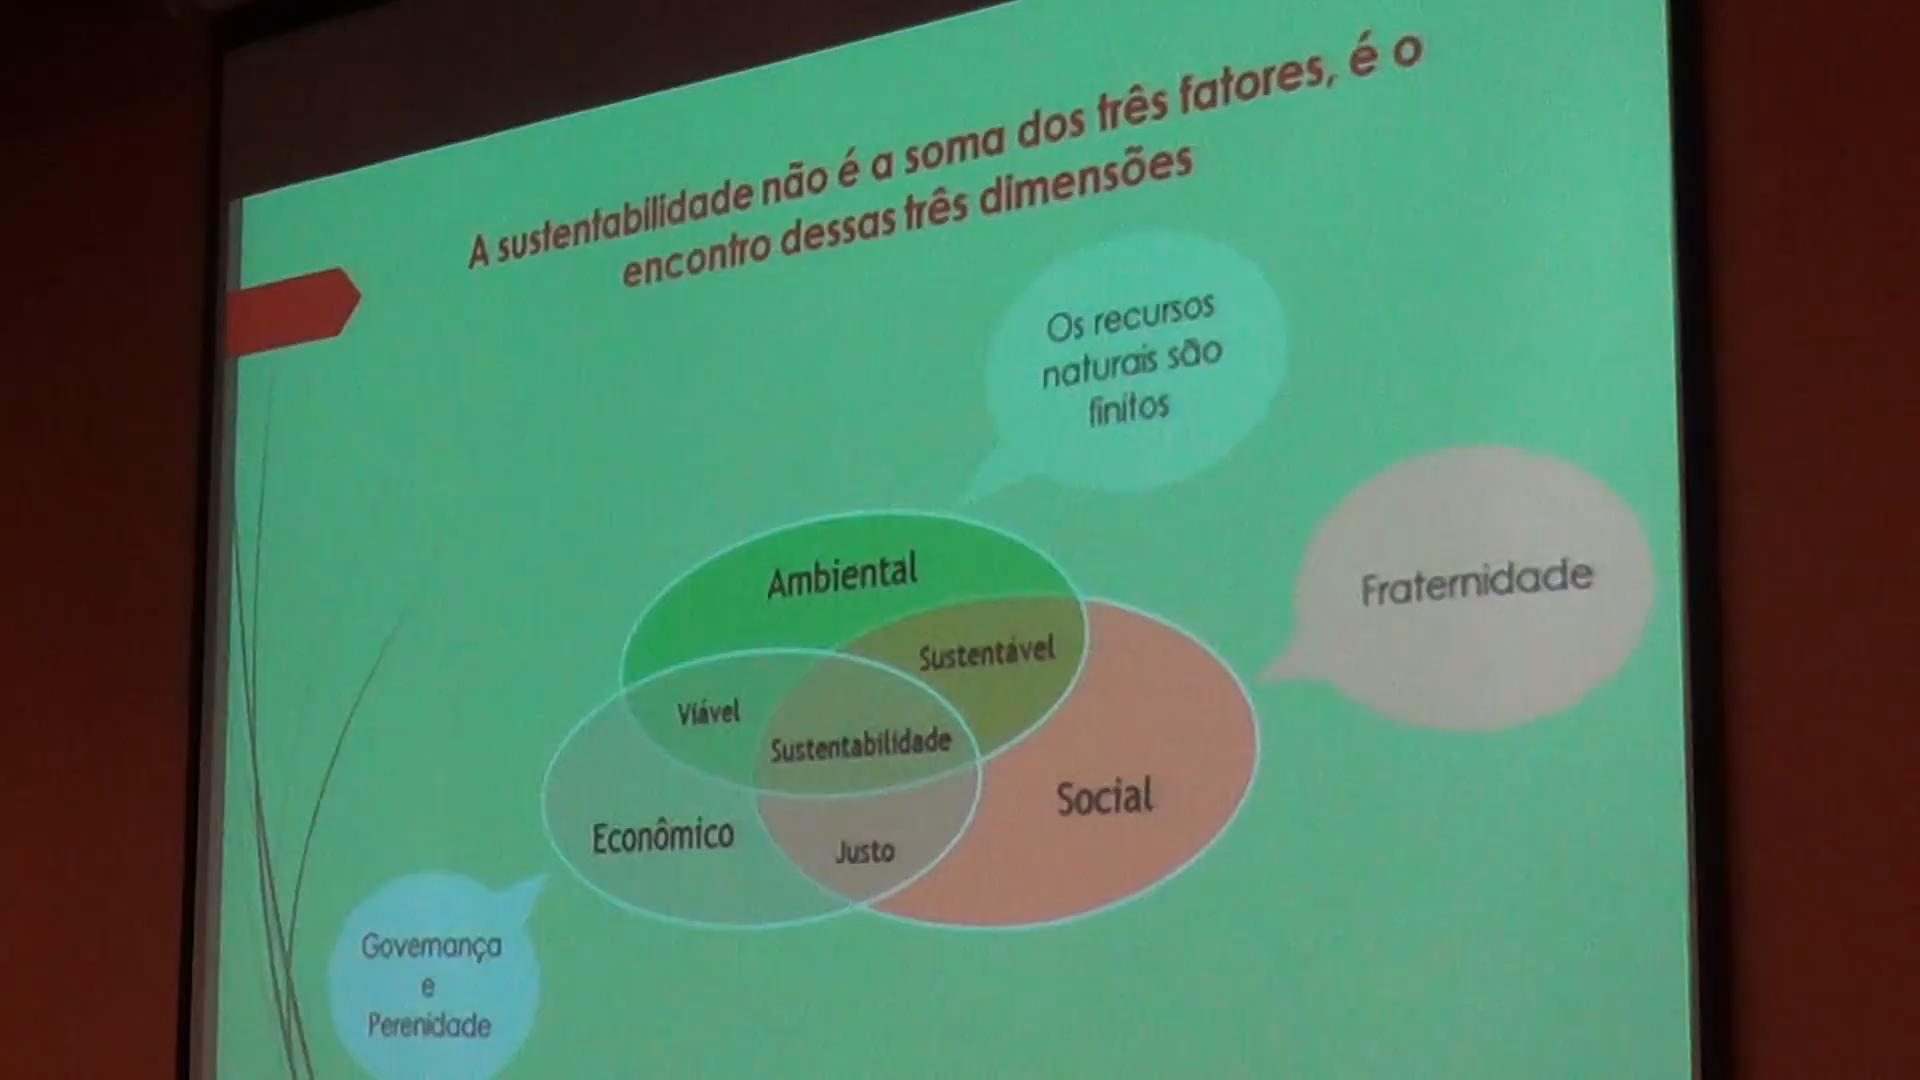 A sustentabilidade não é a soma dos três fatores, é o
encontro dessas três dimensões
Os recursos
naturais são
finitos
Fraternidade
Ambiental
Sustentável
Viável
Sustentabilidade
Econômico
Social
Justo
Governança
e
Perenidade